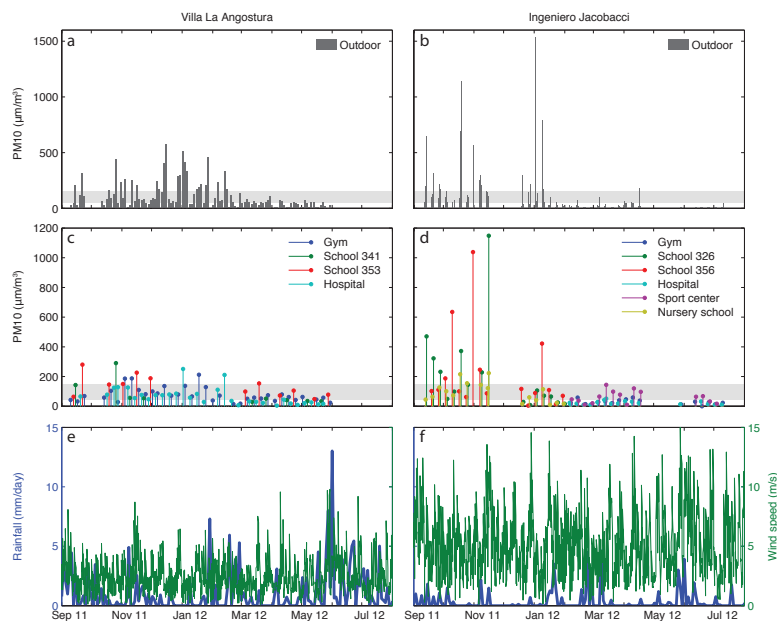 Villa La Angostura
Ingeniero Jacobacci
a
Outdoor
PM10 (μm/m³)
1500
1000
500
0
b
Outdoor
c
Gym
School 341
School 353
Hospital
PM10 (μm/m³)
1200
1000
800
600
400
200
0
d
Gym
School 326
School 356
Hospital
Sport center
Nursery school
e
Rainfall (mm/day)
15
10
5
0
f
15
10
5
0
Wind speed (m/s)
Sep 11 Nov 11 Jan 12 Mar 12 May 12 Jul 12
Sep 11 Nov 11 Jan 12 Mar 12 May 12 Jul 12